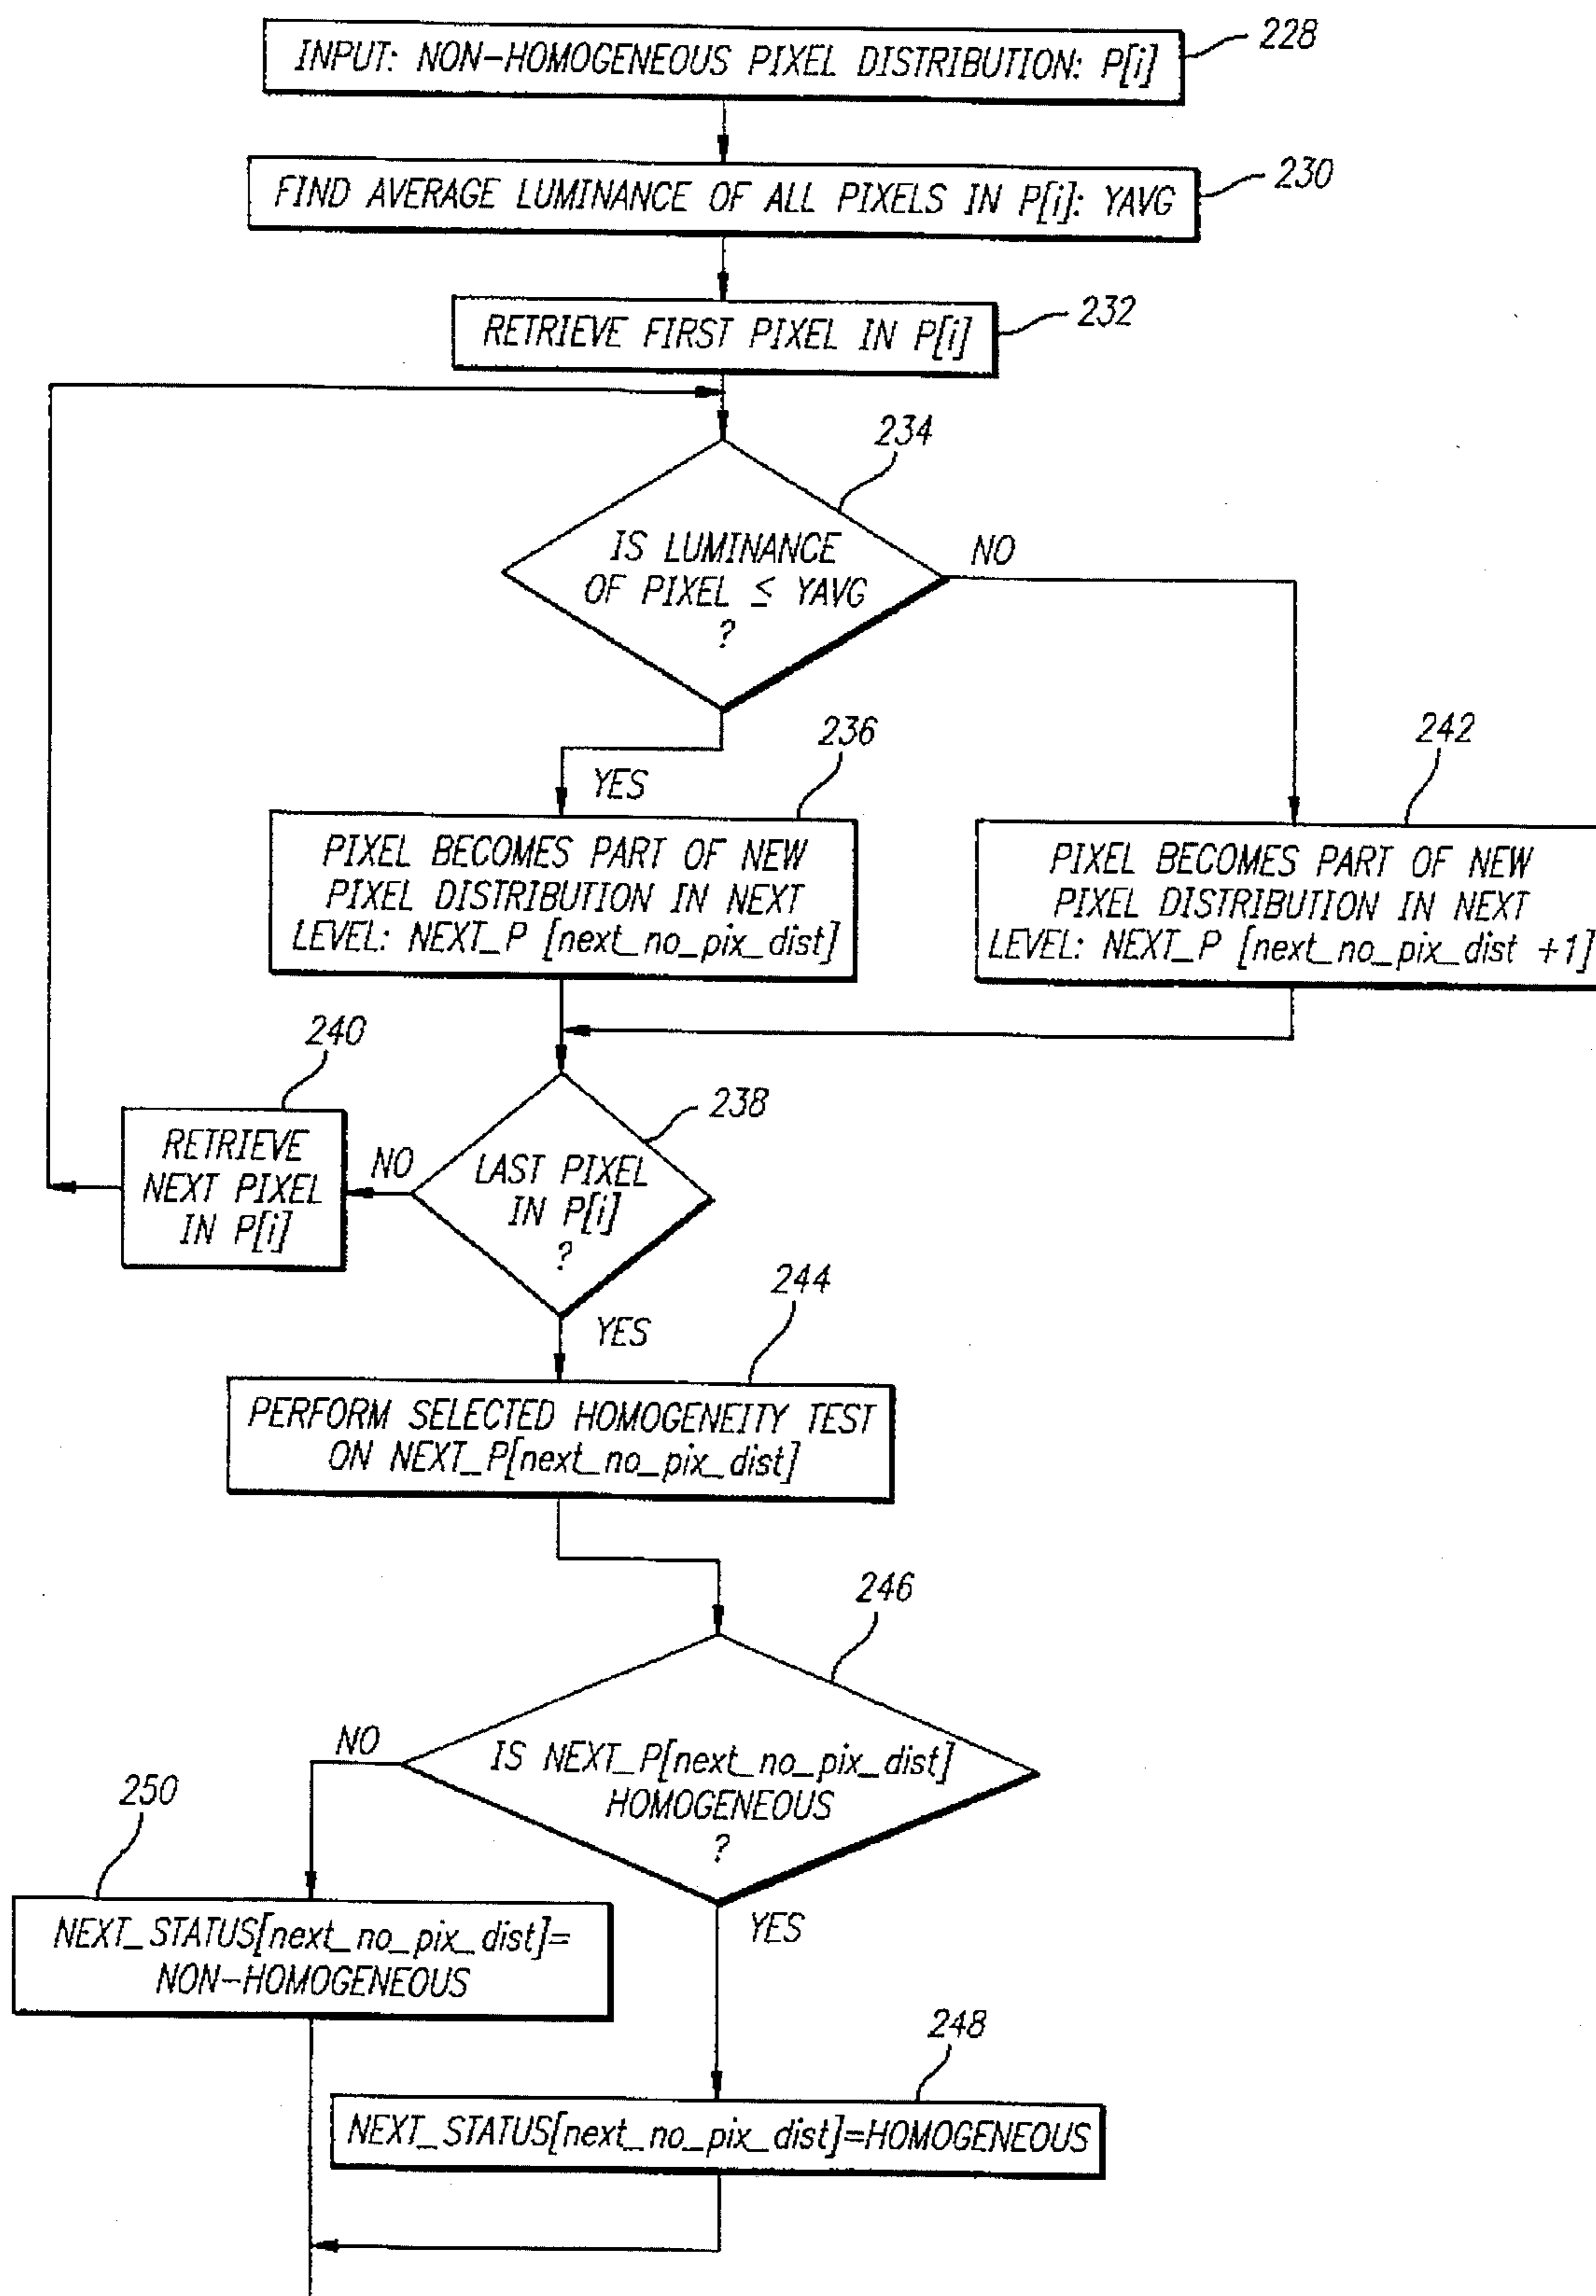 228
INPUT: NON-HOMOGENEOUS PIXEL DISTRIBUTION: P[i]
230
FIND AVERAGE LUMINANCE OF ALL PIXELS IN P[i]: YAVG
232
RETRIEVE FIRST PIXEL IN P[i]
234
IS LUMINANCE
OF PIXEL ≤ YAVG
?
NO
YES
236
PIXEL BECOMES PART OF NEW
PIXEL DISTRIBUTION IN NEXT
LEVEL: NEXT_P [next_no_pix_dist]
242
PIXEL BECOMES PART OF NEW
PIXEL DISTRIBUTION IN NEXT
LEVEL: NEXT_P [next_no_pix_dist +1]
240
RETRIEVE
NEXT PIXEL
IN P[i]
NO
238
LAST PIXEL
IN P[i]
?
YES
244
PERFORM SELECTED HOMOGENEITY TEST
ON NEXT_P[next_no_pix_dist]
246
IS NEXT_P[next_no_pix_dist]
HOMOGENEOUS
?
NO
YES
250
NEXT_STATUS[next_no_pix_dist]=
NON-HOMOGENEOUS
248
NEXT_STATUS[next_no_pix_dist]=HOMOGENEOUS